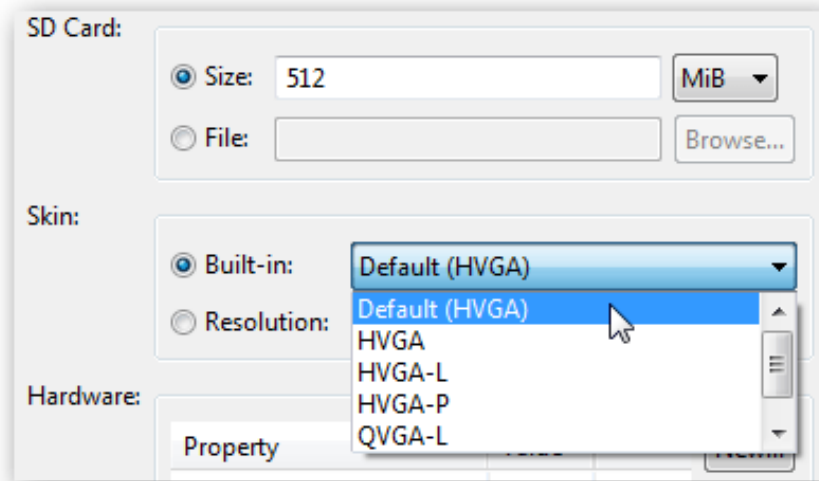 SD Card:
Size: 512 MiB
File: Browse...
Skin:
Built-in: Default (HVGA)
Default (HVGA)
Resolution:
HVGA
HVGA-L
HVGA-P
QVGA-L
Hardware:
Property